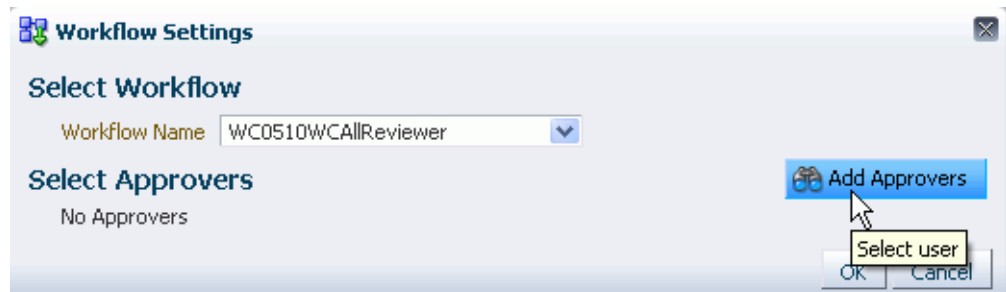 Workflow Settings
Select Workflow
Workflow Name WC0510WCAllReviewer
Select Approvers
Add Approvers
No Approvers
Select user
OK Cancel